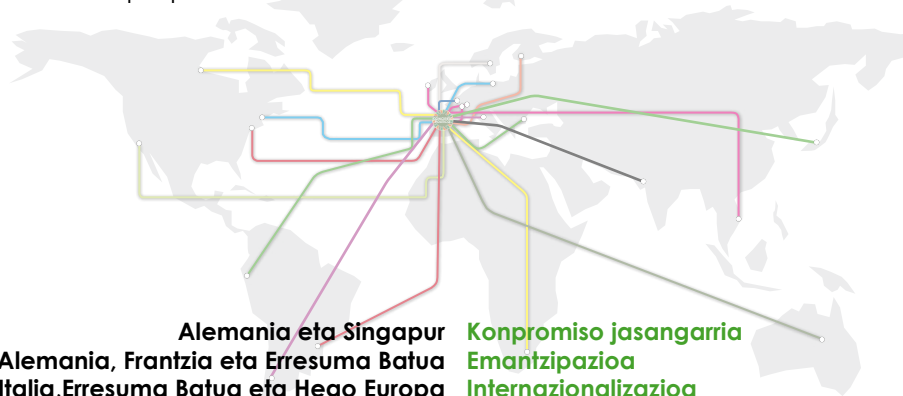 Alemania eta Singapur Konpromiso jasangarria
Alemania, Frantzia eta Erresuma Batua Emantzipazioa
Italia,Erresuma Batua eta Hego Europa Internazionalizazioa